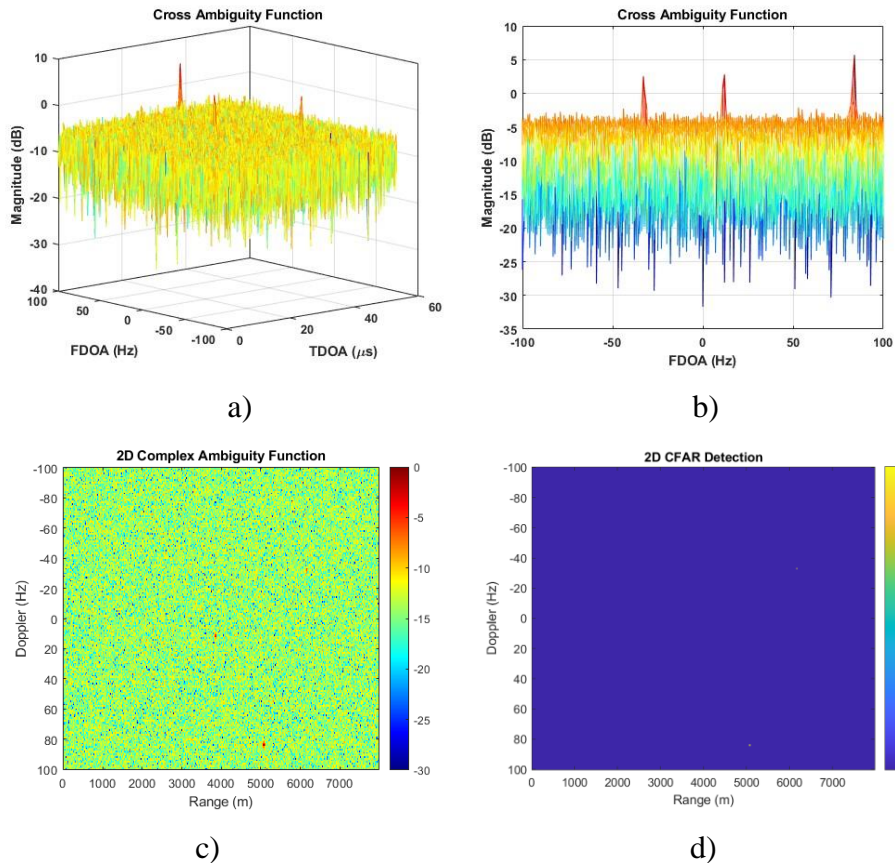 Cross Ambiguity Function
10
0
-10
-20
-30
-40
Magnitude (dB)
100
50
0
-50
-100
FDOA (Hz)
0
20
40
60
TDOA (μs)
a)
Cross Ambiguity Function
10
5
0
-5
-10
-15
-20
-25
-30
-35
Magnitude (dB)
-100 -50 0 50 100
FDOA (Hz)
b)
2D Complex Ambiguity Function
-100
-80
-60
-40
-20
0
20
40
60
80
100
Doppler (Hz)
0 1000 2000 3000 4000 5000 6000 7000
Range (m)
0
-5
-10
-15
-20
-25
-30
c)
2D CFAR Detection
-100
-80
-60
-40
-20
0
20
40
60
80
100
Doppler (Hz)
0 1000 2000 3000 4000 5000 6000 7000
Range (m)
d)